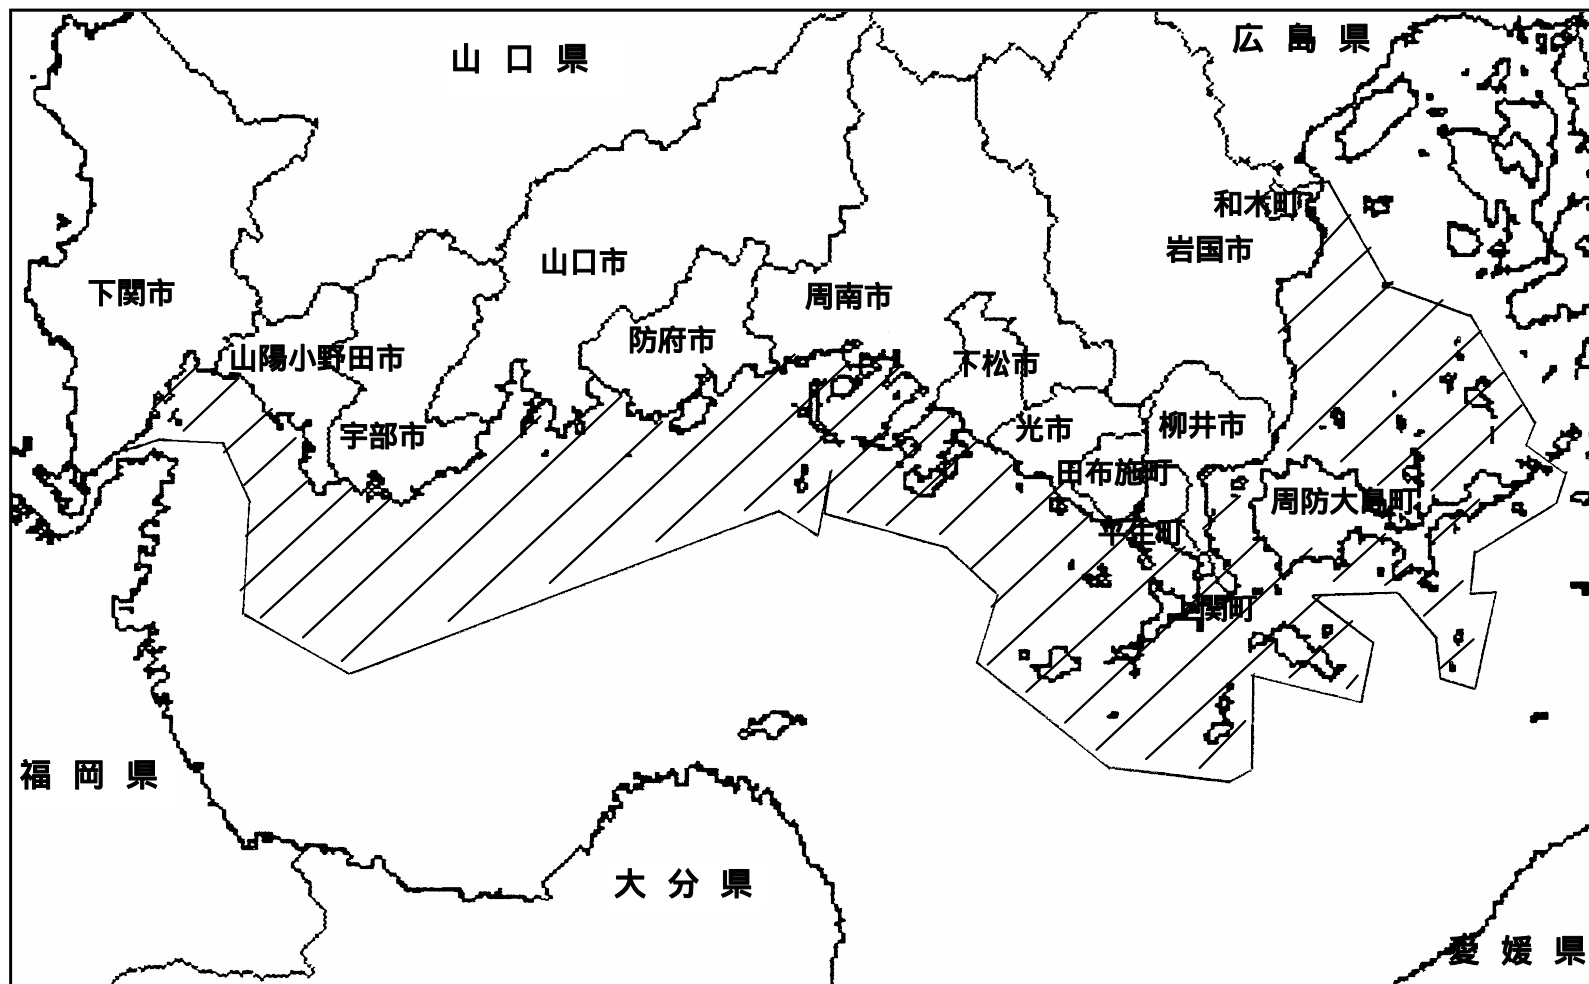 山口県
広島県
和木町
岩国市
山口市
下関市
周南市
防府市
山陽小野田市
下松市
宇部市
光市
柳井市
田布施町
周防大島町
平生町
上関町
福岡県
大分県
愛媛県